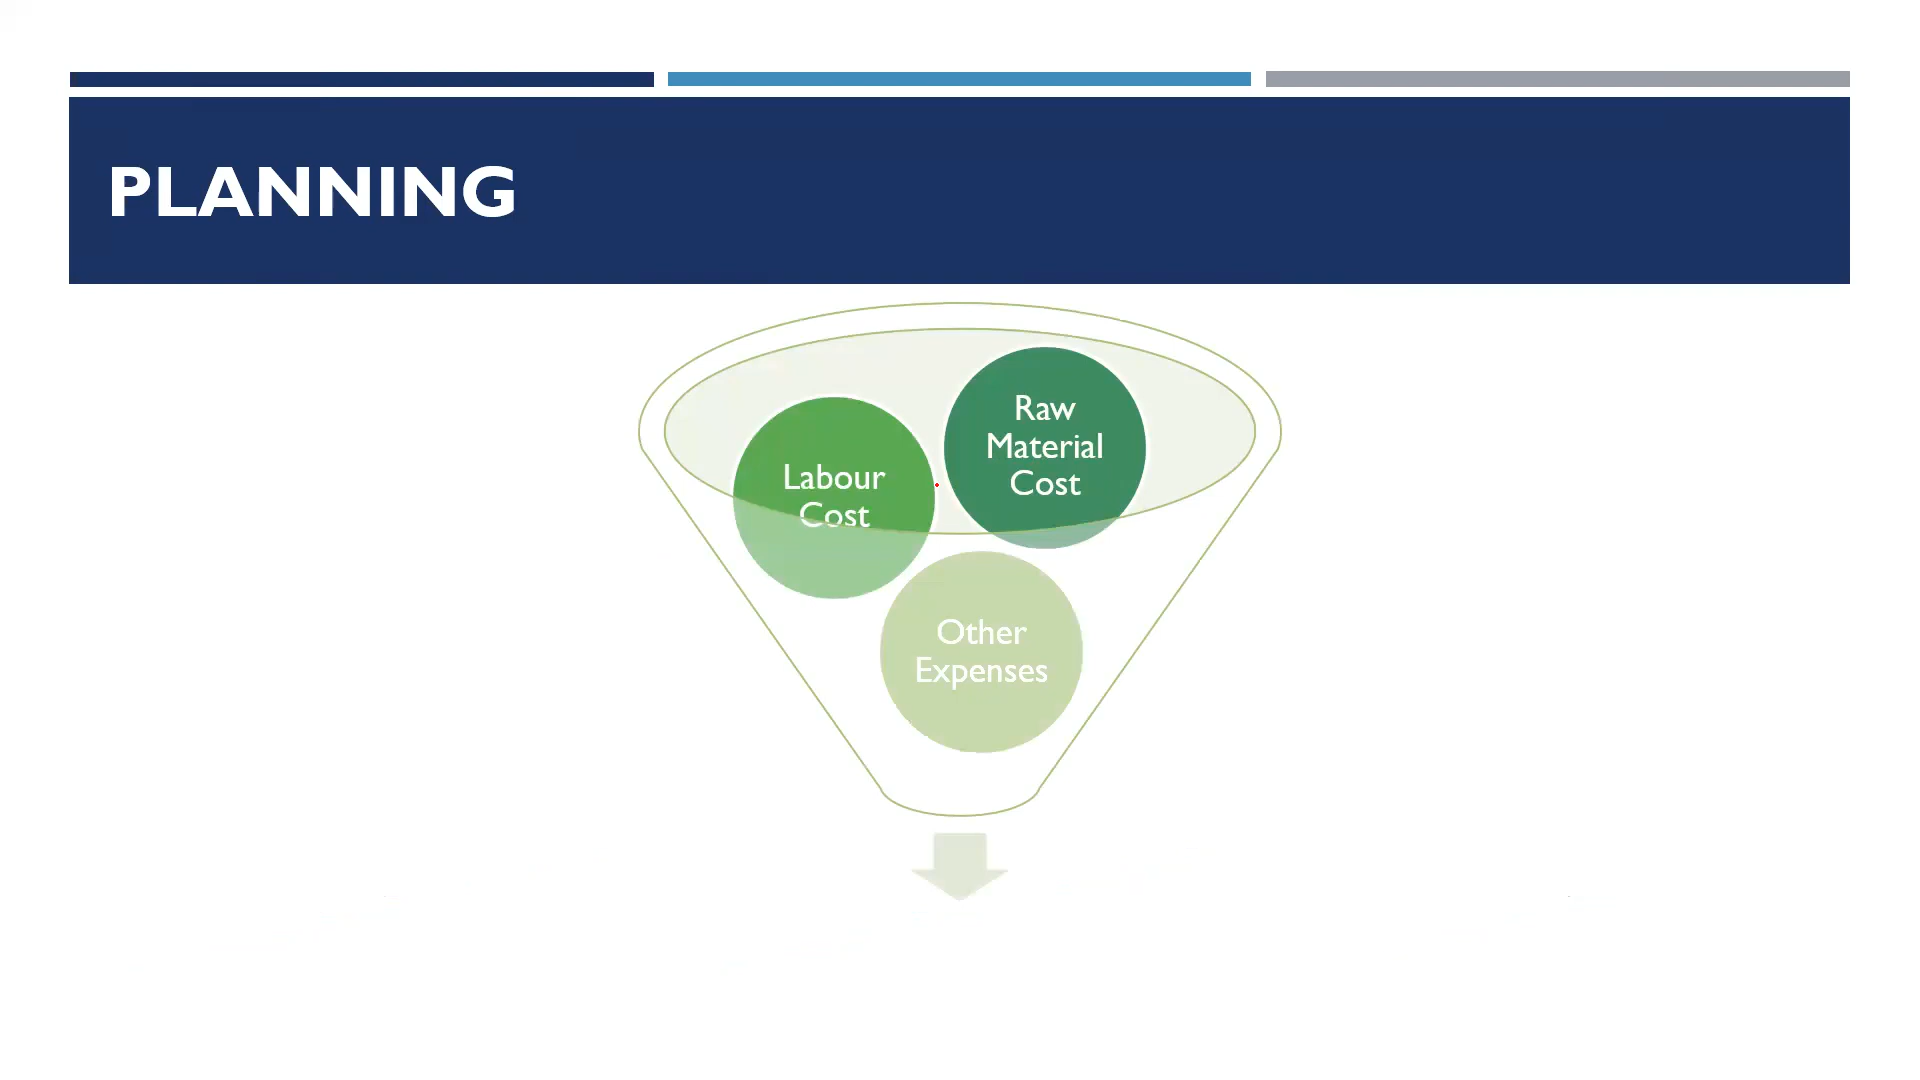 PLANNING
Raw
Material
Cost
Labour
Cost
Other
Expenses